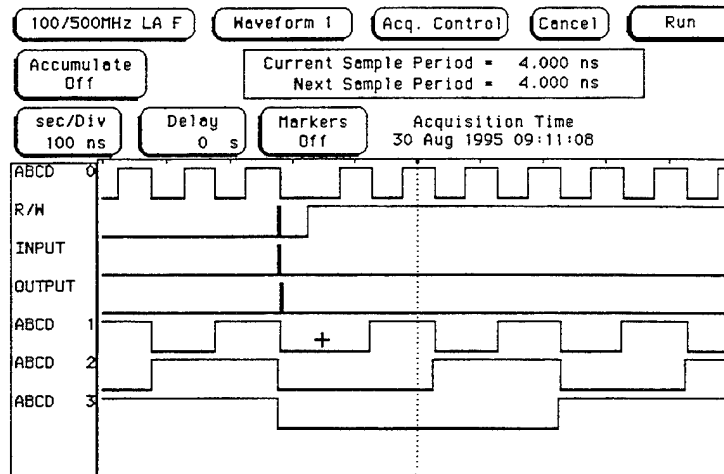 100/500MHz LA F Waveform 1 Acq. Control Cancel Run
Accumulate
Off
Current Sample Period = 4.000 ns
Next Sample Period = 4.000 ns
sec/Div
100 ns
Delay
0 s
Markers
Off
Acquisition Time
30 Aug 1995 09:11:08
ABCD 0
R/W
INPUT
OUTPUT
ABCD 1
ABCD 2
ABCD 3